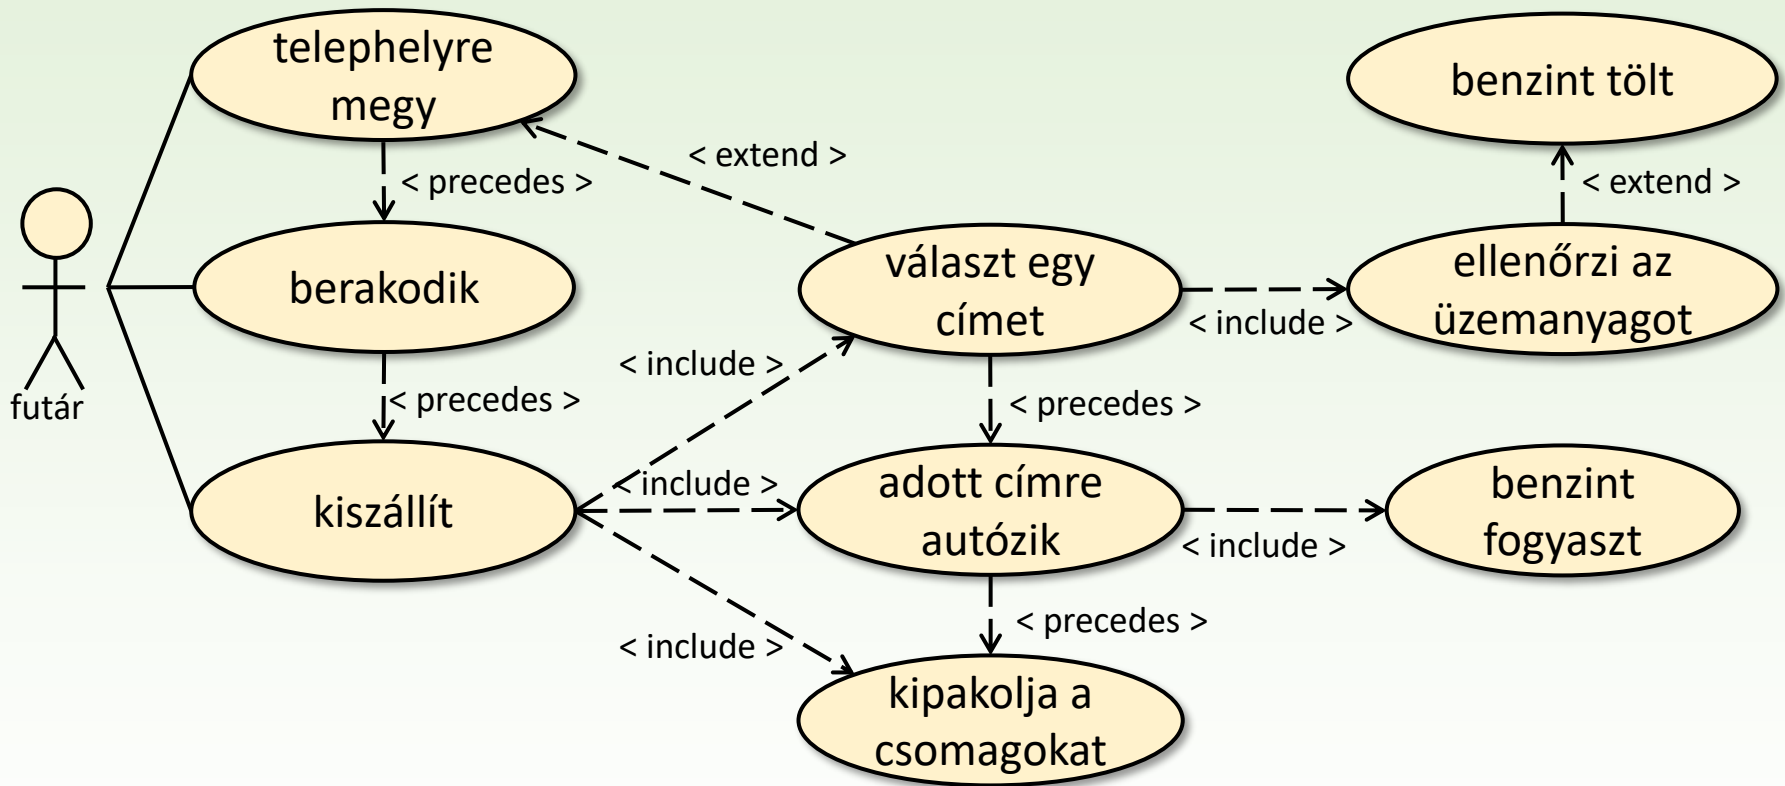 telephelyre
megy
benzint tölt
< extend >
< precedes >
< extend >
berakodik
választ egy
címet
ellenőrzi az
üzemanyagot
< include >
< include >
futár
< precedes >
< precedes >
kiszállít
< include >
adott címre
autózik
benzint
fogyaszt
< include >
< precedes >
< include >
kipakolja a
csomagokat